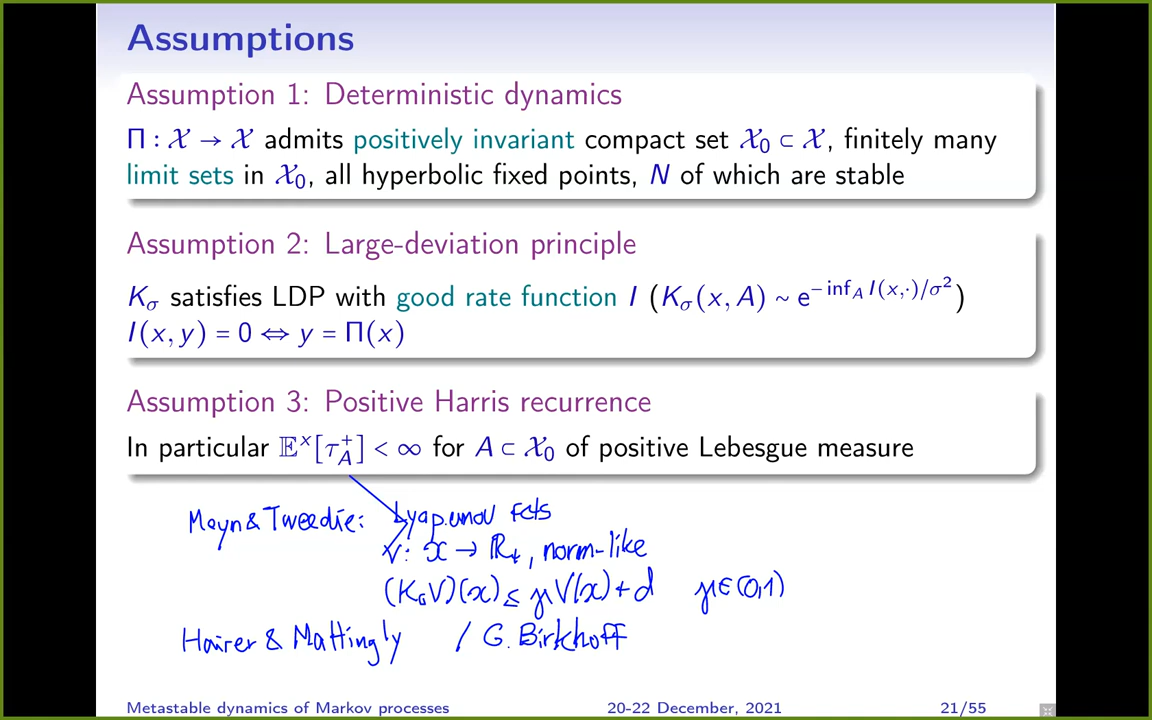 Assumptions
Assumption 1: Deterministic dynamics
Π : 𝒳 → 𝒳 admits positively invariant compact set 𝒳₀ ⊂ 𝒳, finitely many
limit sets in 𝒳₀, all hyperbolic fixed points, N of which are stable
Assumption 2: Large-deviation principle
K_σ satisfies LDP with good rate function I (K_σ(x, A) ∼ e^{− inf_A I(x,·)/σ²})
I(x, y) = 0 ⇔ y = Π(x)
Assumption 3: Positive Harris recurrence
In particular 𝔼ˣ[τ_A⁺] < ∞ for A ⊂ 𝒳₀ of positive Lebesgue measure
Meyn & Tweedie: Lyapunov fcts
V: 𝒳 → ℝ₊, norm-like
(K_σV)(x) ≤ γV(x) + d γ∈(0,1)
Hairer & Mattingly / G. Birkhoff
Metastable dynamics of Markov processes 20-22 December, 2021 21/55